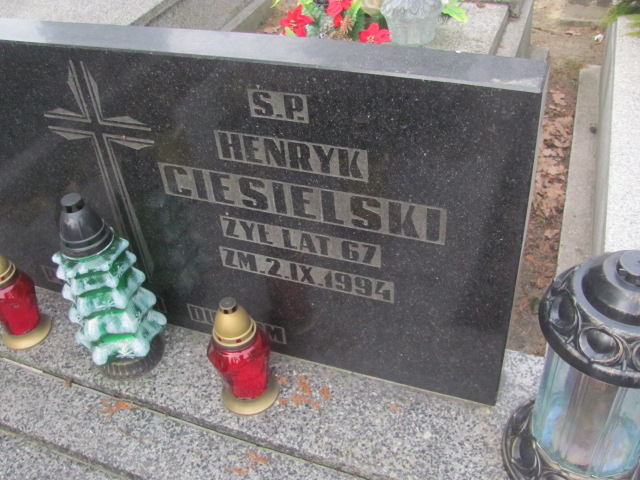 Ś.P.
HENRYK
CIESIELSKI
ŻYŁ LAT 67
ZM.2.IX.1994